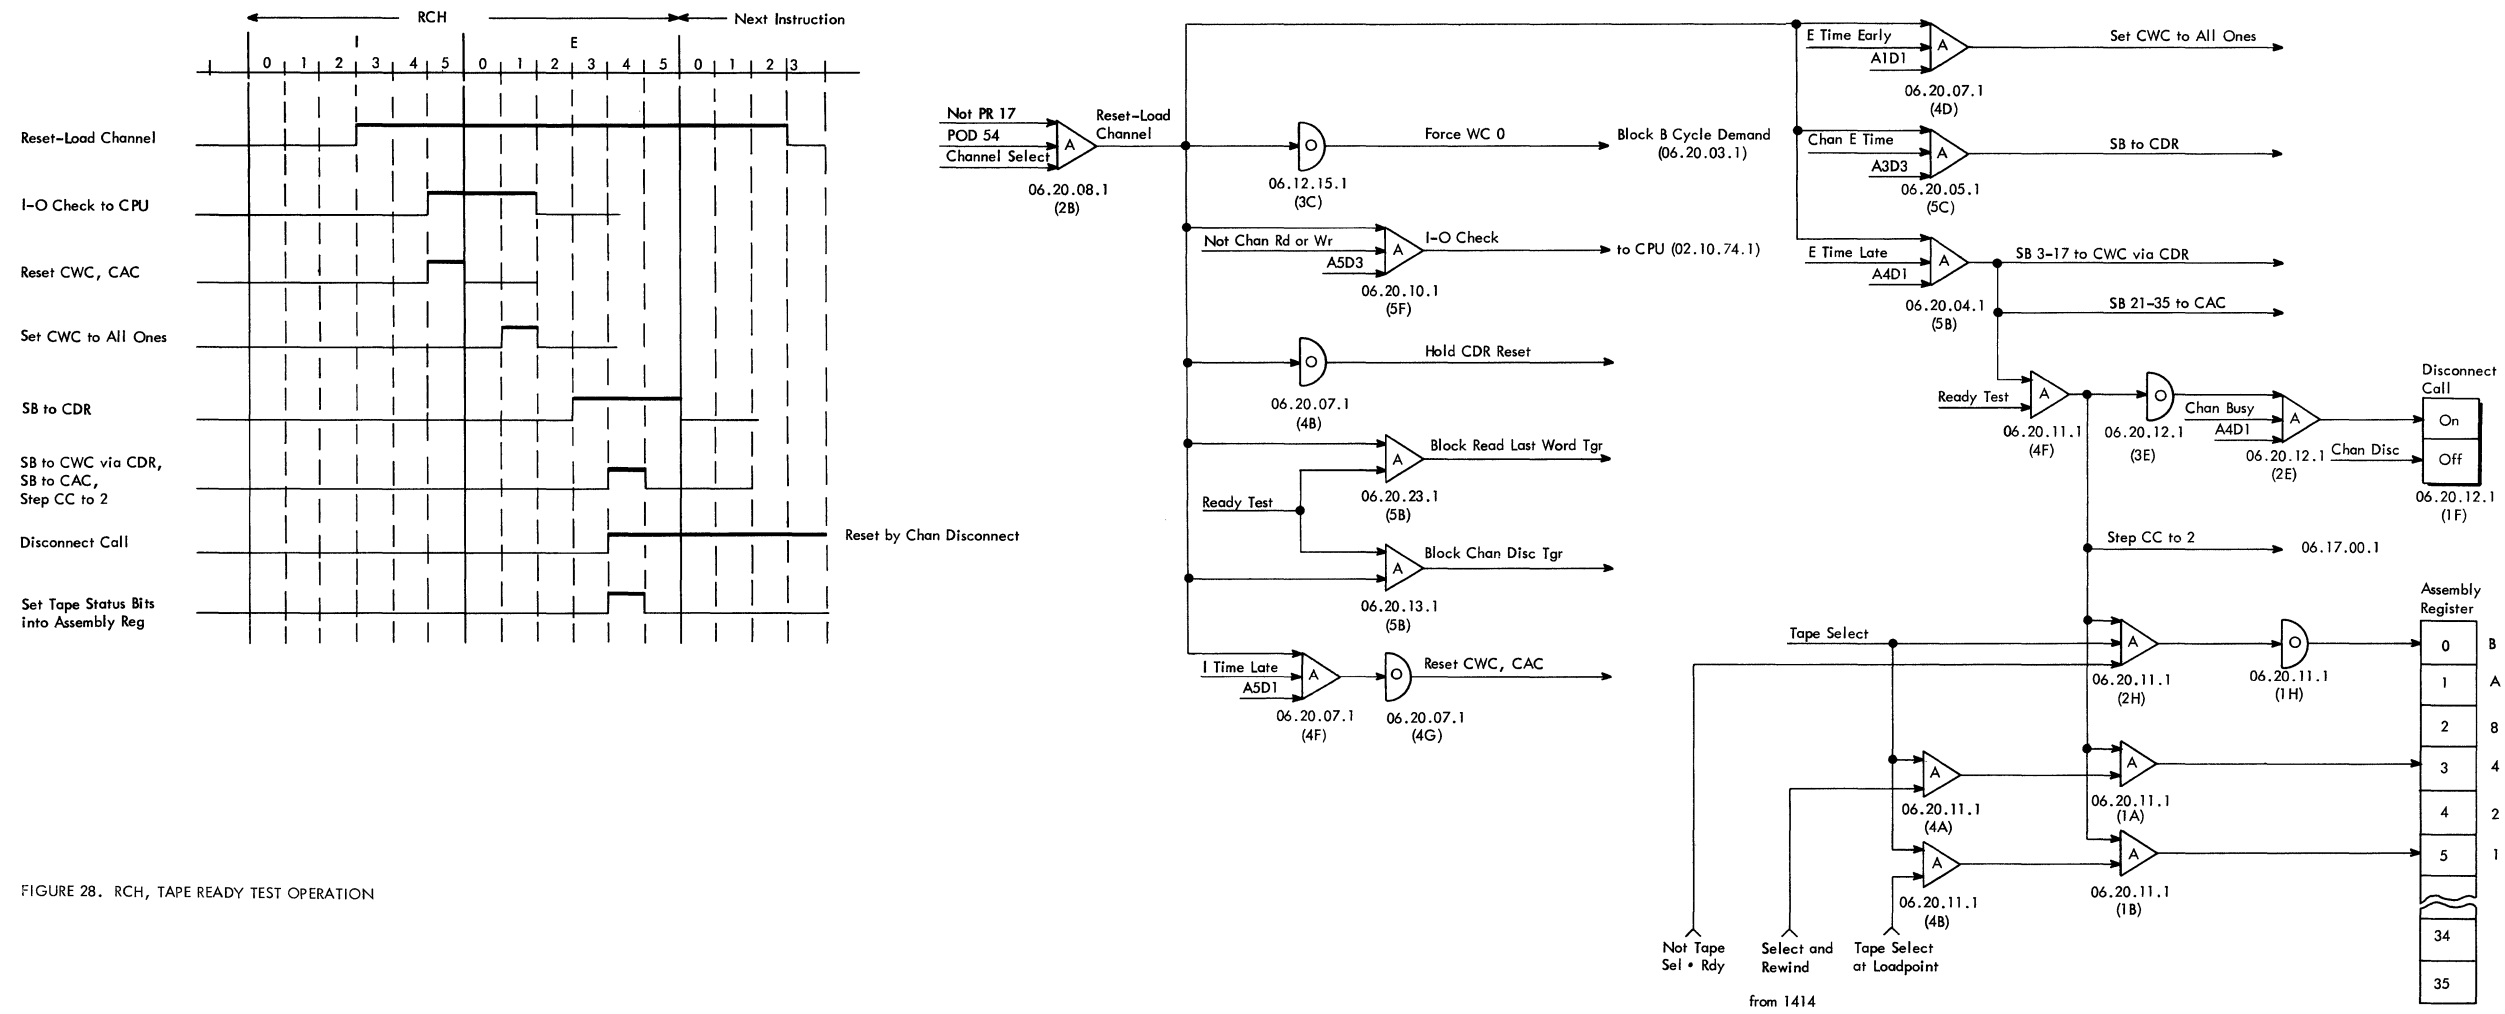 RCH
Next Instruction
I
E
0 1 2 3 4 5 0 1 2 3 4 5 0 1 2 3
Reset-Load Channel
I-O Check to CPU
Reset CWC, CAC
Set CWC to All Ones
SB to CDR
SB to CWC via CDR,
SB to CAC,
Step CC to 2
Disconnect Call
Reset by Chan Disconnect
Set Tape Status Bits
into Assembly Reg
FIGURE 28. RCH, TAPE READY TEST OPERATION
Not PR 17
POD 54
Channel Select
A
06.20.08.1
(2B)
Reset-Load
Channel
O
06.12.15.1
(3C)
Force WC 0
Block B Cycle Demand
(06.20.03.1)
Not Chan Rd or Wr
A5D3
A
06.20.10.1
(5F)
I-O Check
to CPU (02.10.74.1)
O
06.20.07.1
(4B)
Hold CDR Reset
A
06.20.23.1
(5B)
Block Read Last Word Tgr
Ready Test
A
06.20.13.1
(5B)
Block Chan Disc Tgr
I Time Late
A5D1
A
06.20.07.1
(4F)
O
06.20.07.1
(4G)
Reset CWC, CAC
E Time Early
A1D1
A
06.20.07.1
(4D)
Set CWC to All Ones
Chan E Time
A3D3
A
06.20.05.1
(5C)
SB to CDR
E Time Late
A4D1
A
06.20.04.1
(5B)
SB 3-17 to CWC via CDR
SB 21-35 to CAC
Ready Test
A
06.20.11.1
(4F)
O
06.20.12.1
(3E)
Chan Busy
A4D1
A
06.20.12.1
(2E)
Chan Disc
Disconnect
Call
On
Off
06.20.12.1
(1F)
Step CC to 2
06.17.00.1
Tape Select
A
06.20.11.1
(2H)
O
06.20.11.1
(1H)
A
06.20.11.1
(4A)
A
06.20.11.1
(1A)
A
06.20.11.1
(4B)
A
06.20.11.1
(1B)
Assembly
Register
0 B
1 A
2 8
3 4
4 2
5 1
34
35
Not Tape
Sel • Rdy
Select and
Rewind
Tape Select
at Loadpoint
from 1414